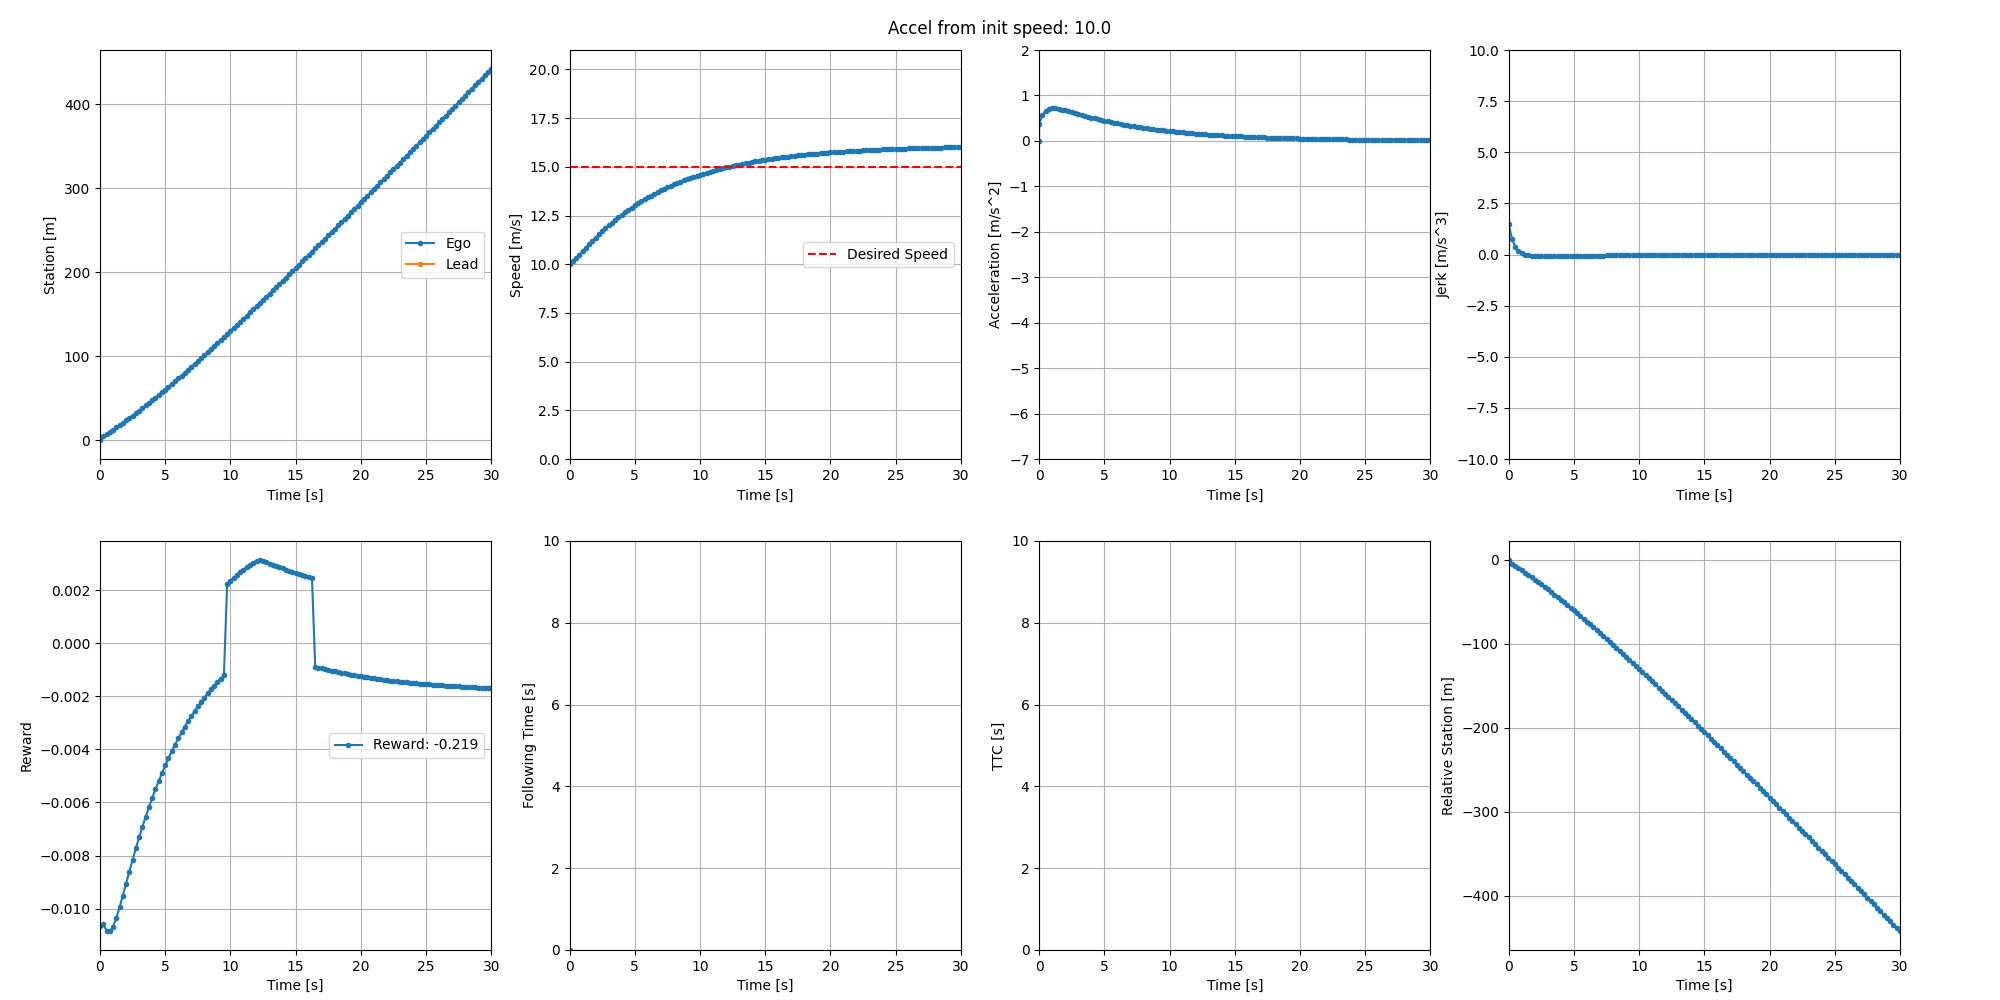 Accel from init speed: 10.0
Station [m]
400
300
200
100
0
0 5 10 15 20 25 30
Time [s]
Ego
Lead
Speed [m/s]
20.0
17.5
15.0
12.5
10.0
7.5
5.0
2.5
0.0
0 5 10 15 20 25 30
Time [s]
Desired Speed
Acceleration [m/s^2]
2
1
0
−1
−2
−3
−4
−5
−6
−7
0 5 10 15 20 25 30
Time [s]
Jerk [m/s^3]
10.0
7.5
5.0
2.5
0.0
−2.5
−5.0
−7.5
−10.0
0 5 10 15 20 25 30
Time [s]
Reward
0.002
0.000
−0.002
−0.004
−0.006
−0.008
−0.010
0 5 10 15 20 25 30
Time [s]
Reward: -0.219
Following Time [s]
10
8
6
4
2
0
0 5 10 15 20 25 30
Time [s]
TTC [s]
10
8
6
4
2
0
0 5 10 15 20 25 30
Time [s]
Relative Station [m]
0
−100
−200
−300
−400
0 5 10 15 20 25 30
Time [s]